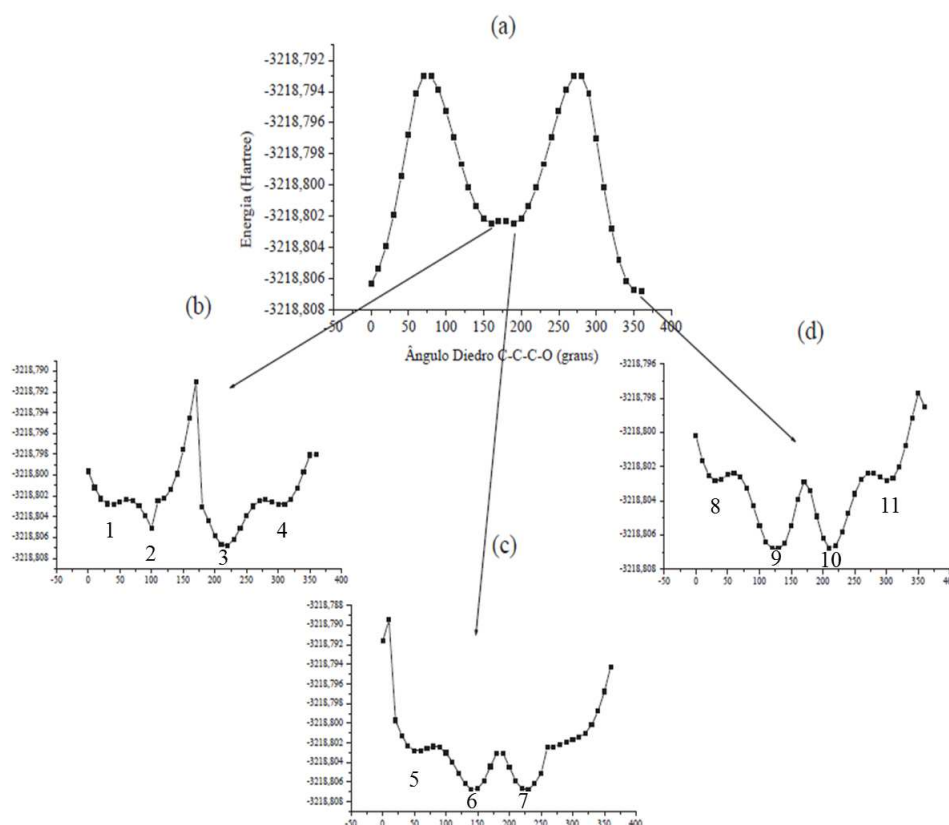 (a)
-3218,792
-3218,794
-3218,796
-3218,798
-3218,800
-3218,802
-3218,804
-3218,806
-3218,808
Energia (Hartree)
-50 0 50 100 150 200 250 300 350 400
Ângulo Diedro C-C-C-O (graus)
(b)
-3218,790
-3218,792
-3218,794
-3218,796
-3218,798
-3218,800
-3218,802
-3218,804
-3218,806
-3218,808
1 2 3 4
-50 0 50 100 150 200 250 300 350 400
(d)
-3218,796
-3218,798
-3218,800
-3218,802
-3218,804
-3218,806
-3218,808
8 9 10 11
-50 0 50 100 150 200 250 300 350 400
(c)
-3218,788
-3218,790
-3218,792
-3218,794
-3218,796
-3218,798
-3218,800
-3218,802
-3218,804
-3218,806
-3218,808
5 6 7
-50 0 50 100 150 200 250 300 350 400